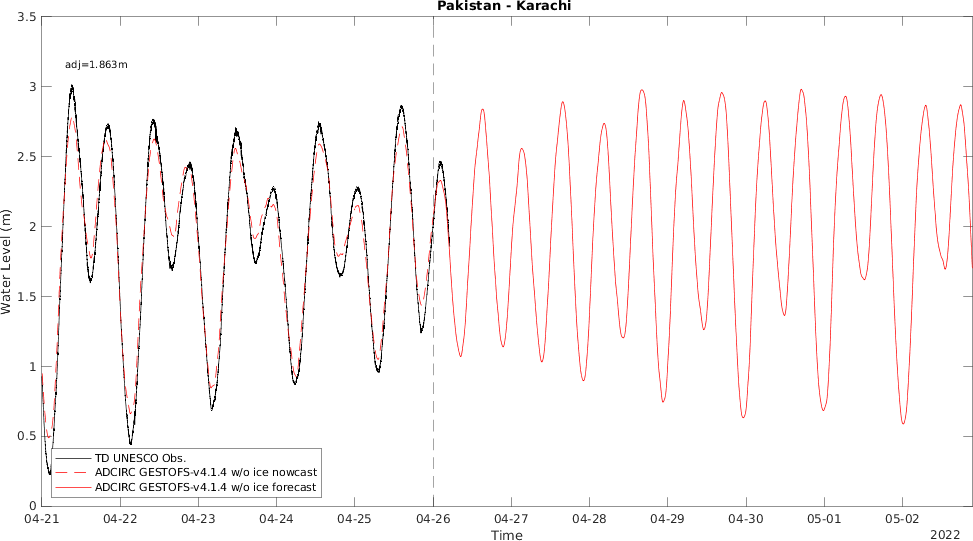 Pakistan - Karachi
3.5
adj=1.863m
3
2.5
2
1.5
1
0.5
0
Water Level (m)
TD UNESCO Obs.
ADCIRC GESTOFS-v4.1.4 w/o ice nowcast
ADCIRC GESTOFS-v4.1.4 w/o ice forecast
04-21 04-22 04-23 04-24 04-25 04-26 04-27 04-28 04-29 04-30 05-01 05-02
Time
2022